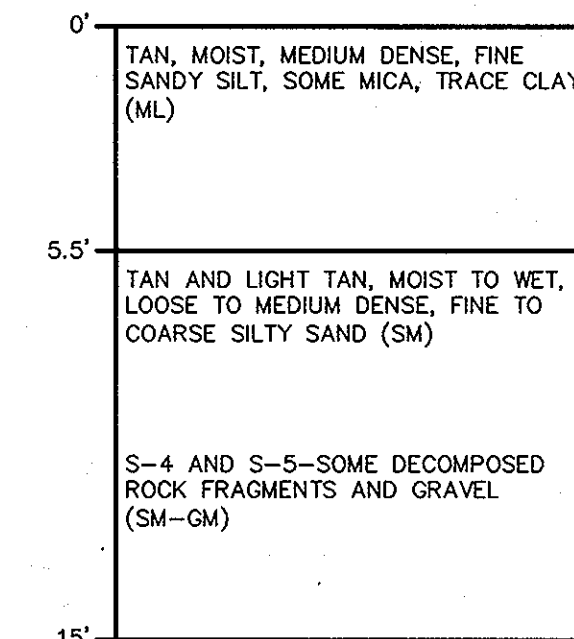 0'
TAN, MOIST, MEDIUM DENSE, FINE
SANDY SILT, SOME MICA, TRACE CLAY
(ML)
5.5'
TAN AND LIGHT TAN, MOIST TO WET,
LOOSE TO MEDIUM DENSE, FINE TO
COARSE SILTY SAND (SM)
S-4 AND S-5-SOME DECOMPOSED
ROCK FRAGMENTS AND GRAVEL
(SM-GM)
15'